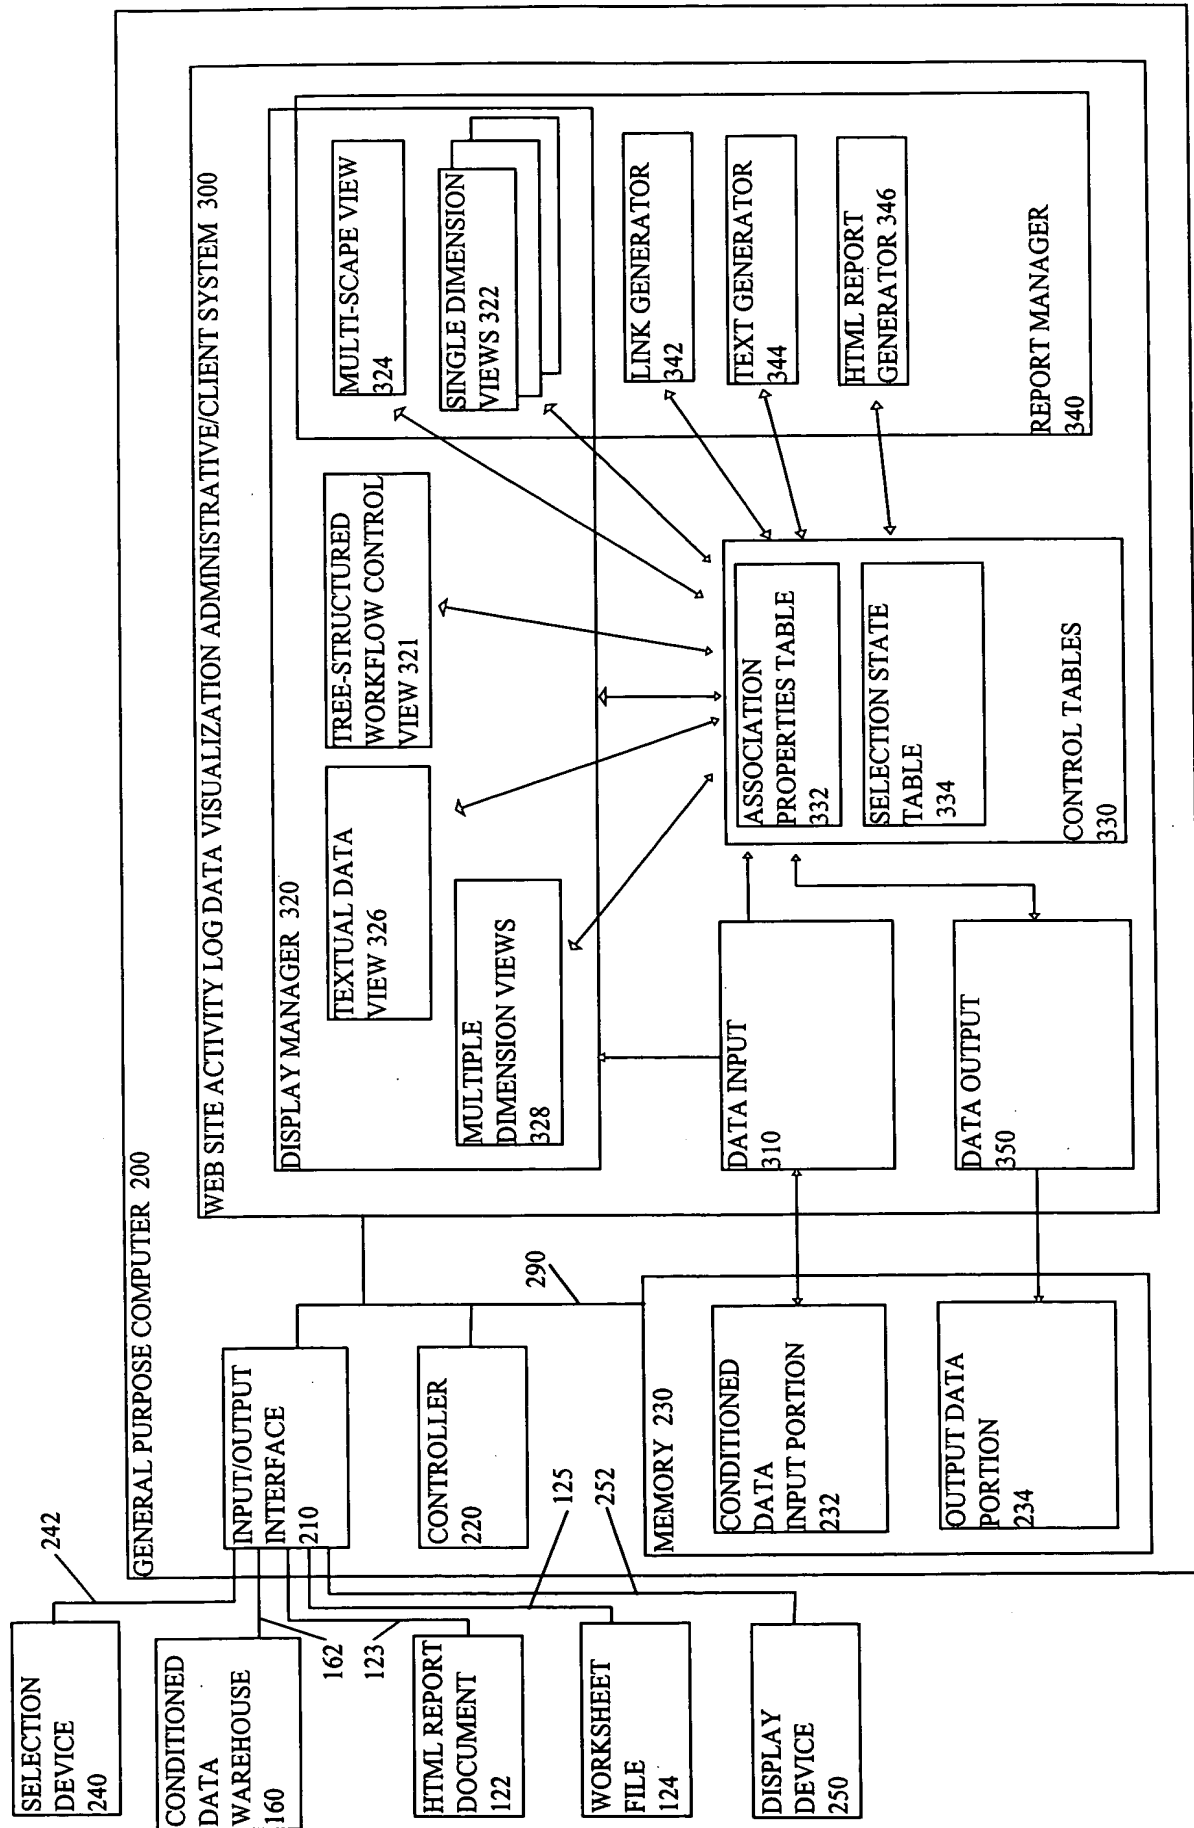 GENERAL PURPOSE COMPUTER 200
WEB SITE ACTIVITY LOG DATA VISUALIZATION ADMINISTRATIVE/CLIENT SYSTEM 300
DISPLAY MANAGER 320
TEXTUAL DATA
VIEW 326
TREE-STRUCTURED
WORKFLOW CONTROL
VIEW 321
MULTI-SCAPE VIEW
324
SINGLE DIMENSION
VIEWS 322
MULTIPLE
DIMENSION VIEWS
328
LINK GENERATOR
342
TEXT GENERATOR
344
HTML REPORT
GENERATOR 346
REPORT MANAGER
340
ASSOCIATION
PROPERTIES TABLE
332
SELECTION STATE
TABLE
334
CONTROL TABLES
330
DATA INPUT
310
DATA OUTPUT
350
290
INPUT/OUTPUT
INTERFACE
210
CONTROLLER
220
MEMORY 230
CONDITIONED
DATA
INPUT PORTION
232
OUTPUT DATA
PORTION
234
242
162
123
125
252
SELECTION
DEVICE
240
CONDITIONED
DATA
WAREHOUSE
160
HTML REPORT
DOCUMENT
122
WORKSHEET
FILE
124
DISPLAY
DEVICE
250